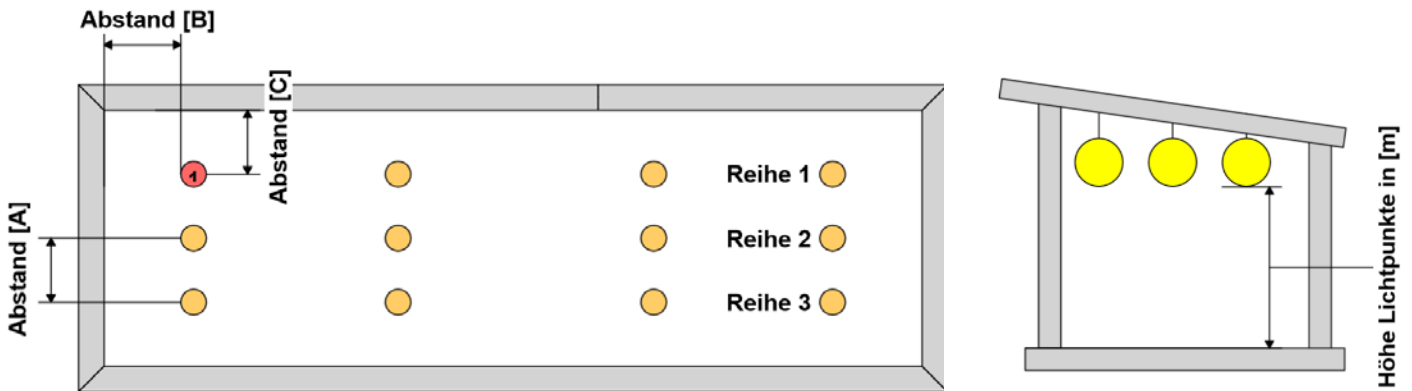 Abstand [B]
Abstand [C]
1
Reihe 1
Abstand [A]
Reihe 2
Reihe 3
Höhe Lichtpunkte in [m]